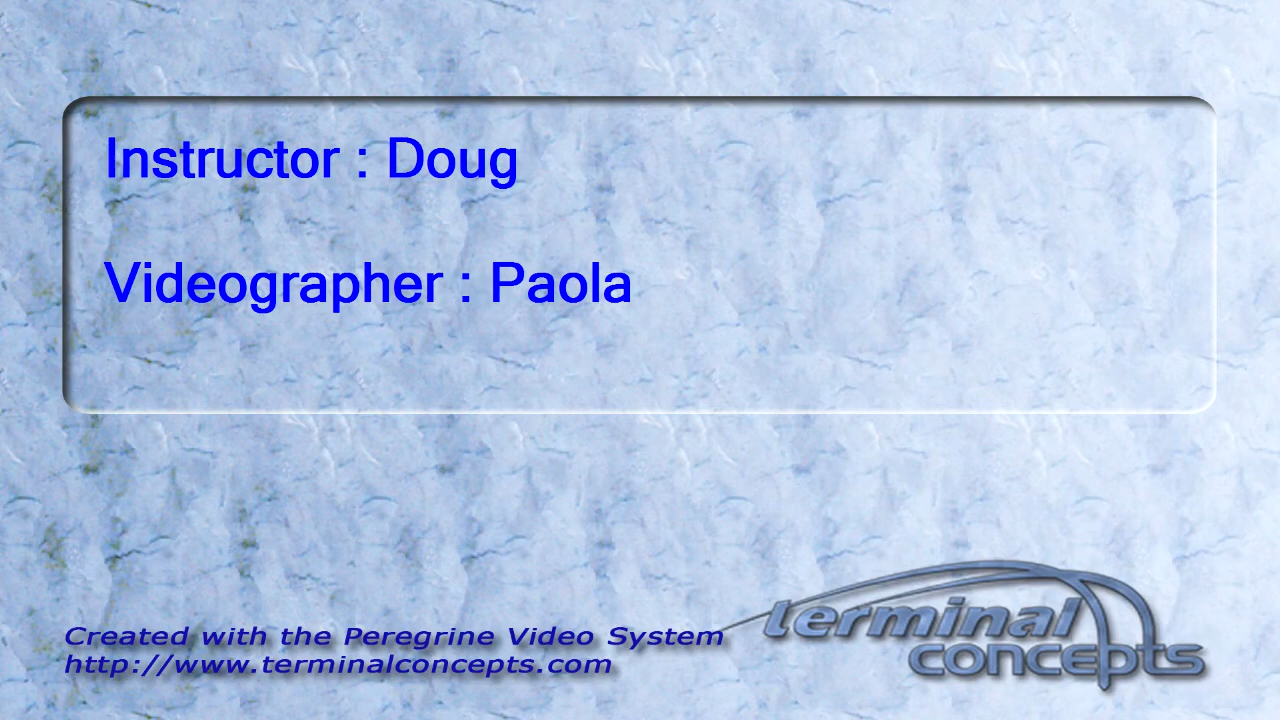 Instructor : Doug
Videographer : Paola
Created with the Peregrine Video System
http://www.terminalconcepts.com
terminal
concepts